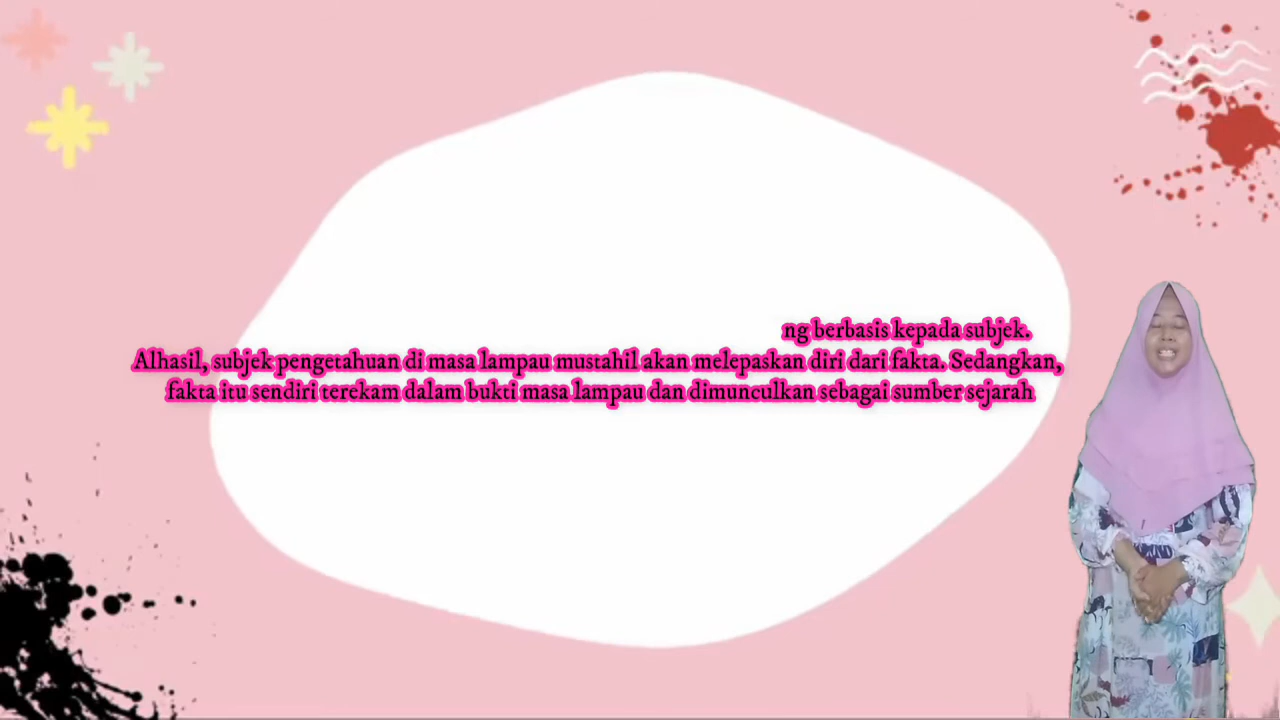 ng berbasis kepada subjek.
Alhasil, subjek pengetahuan di masa lampau mustahil akan melepaskan diri dari fakta. Sedangkan,
fakta itu sendiri terekam dalam bukti masa lampau dan dimunculkan sebagai sumber sejarah